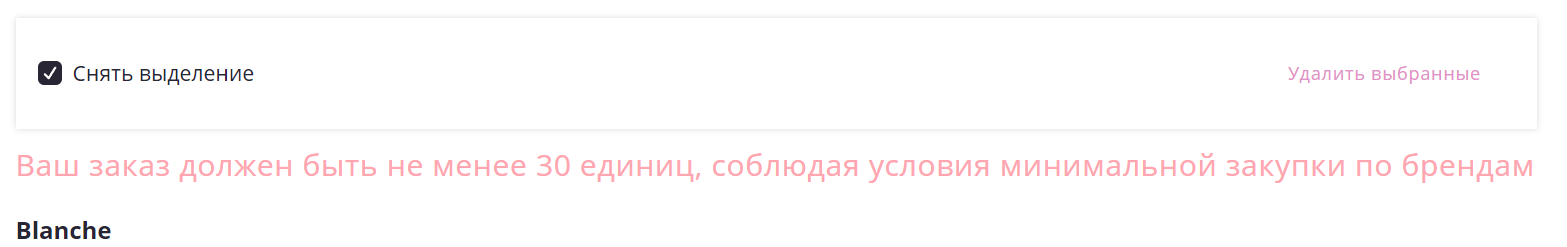 Снять выделение
Удалить выбранные
Ваш заказ должен быть не менее 30 единиц, соблюдая условия минимальной закупки по брендам
Blanche